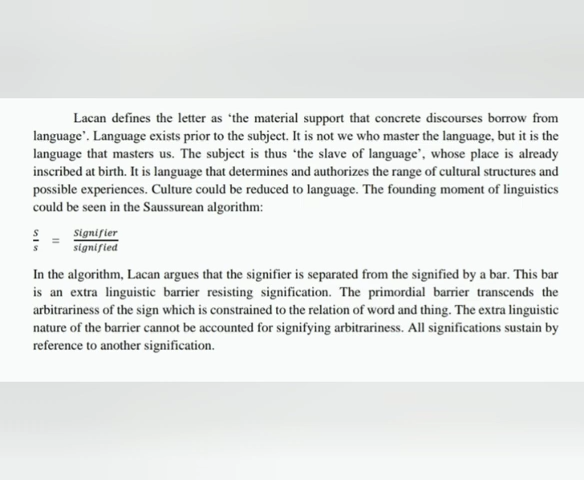 Lacan defines the letter as ‘the material support that concrete discourses borrow from
language’. Language exists prior to the subject. It is not we who master the language, but it is the
language that masters us. The subject is thus ‘the slave of language’, whose place is already
inscribed at birth. It is language that determines and authorizes the range of cultural structures and
possible experiences. Culture could be reduced to language. The founding moment of linguistics
could be seen in the Saussurean algorithm:
S/s = Signifier/signified
In the algorithm, Lacan argues that the signifier is separated from the signified by a bar. This bar
is an extra linguistic barrier resisting signification. The primordial barrier transcends the
arbitrariness of the sign which is constrained to the relation of word and thing. The extra linguistic
nature of the barrier cannot be accounted for signifying arbitrariness. All significations sustain by
reference to another signification.